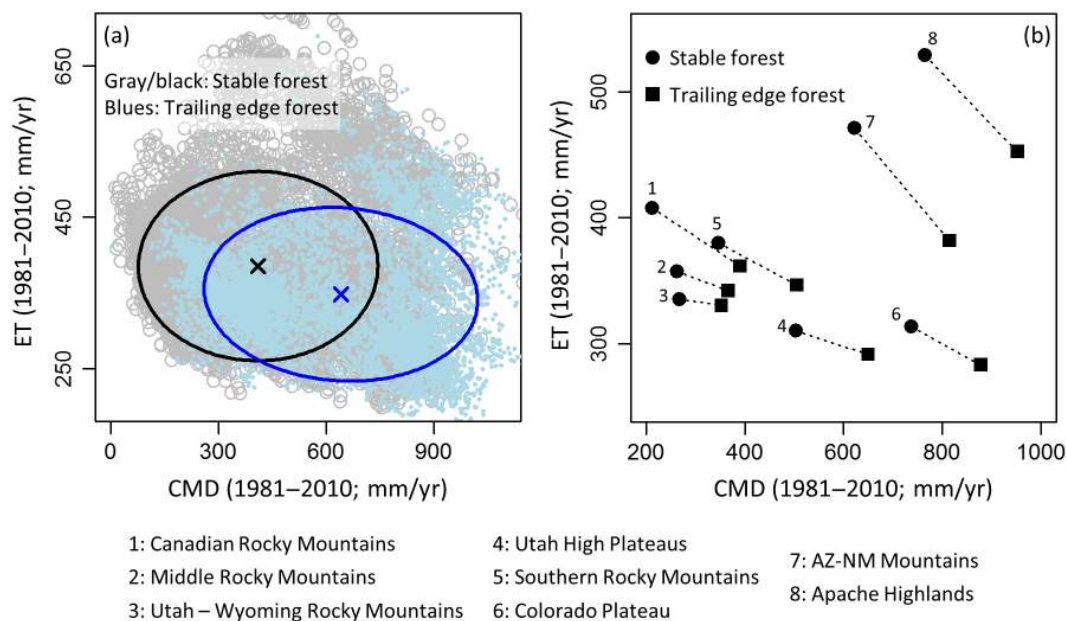 (a)
Gray/black: Stable forest
Blues: Trailing edge forest
ET (1981–2010; mm/yr)
650
450
250
0
300
600
900
CMD (1981–2010; mm/yr)
(b)
Stable forest
Trailing edge forest
ET (1981–2010; mm/yr)
500
400
300
1
2
3
4
5
6
7
8
200
400
600
800
1000
CMD (1981–2010; mm/yr)
1: Canadian Rocky Mountains
2: Middle Rocky Mountains
3: Utah – Wyoming Rocky Mountains
4: Utah High Plateaus
5: Southern Rocky Mountains
6: Colorado Plateau
7: AZ-NM Mountains
8: Apache Highlands